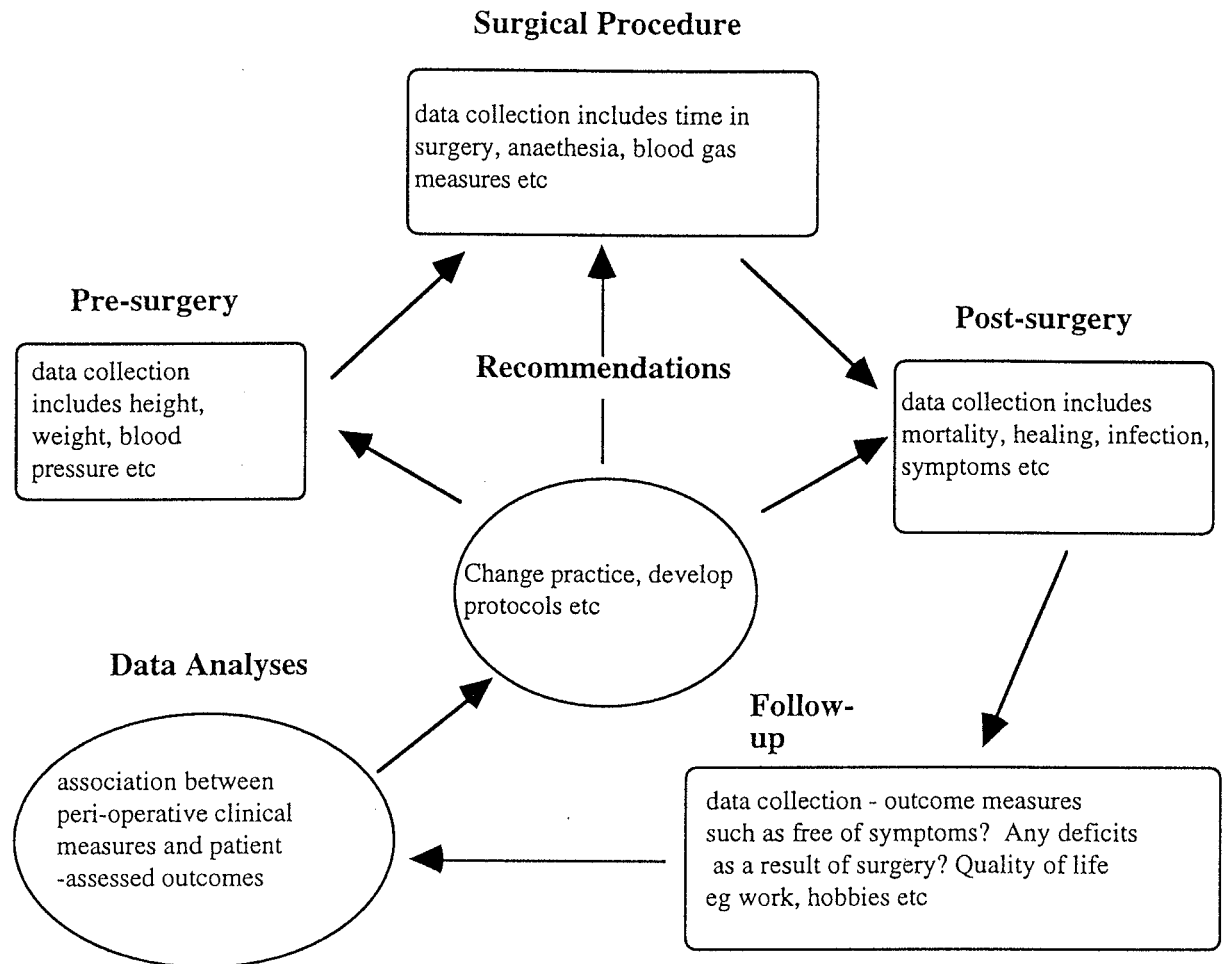 Surgical Procedure
data collection includes time in
surgery, anaethesia, blood gas
measures etc
Pre-surgery
data collection
includes height,
weight, blood
pressure etc
Recommendations
Post-surgery
data collection includes
mortality, healing, infection,
symptoms etc
Change practice, develop
protocols etc
Data Analyses
association between
peri-operative clinical
measures and patient
-assessed outcomes
Follow-
up
data collection - outcome measures
such as free of symptoms? Any deficits
as a result of surgery? Quality of life
eg work, hobbies etc